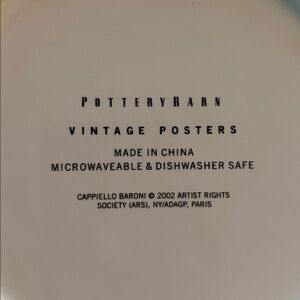 POTTERYBARN
VINTAGE POSTERS
MADE IN CHINA
MICROWAVEABLE & DISHWASHER SAFE
CAPPIELLO BARONI © 2002 ARTIST RIGHTS
SOCIETY (ARS), NY/ADAGP, PARIS